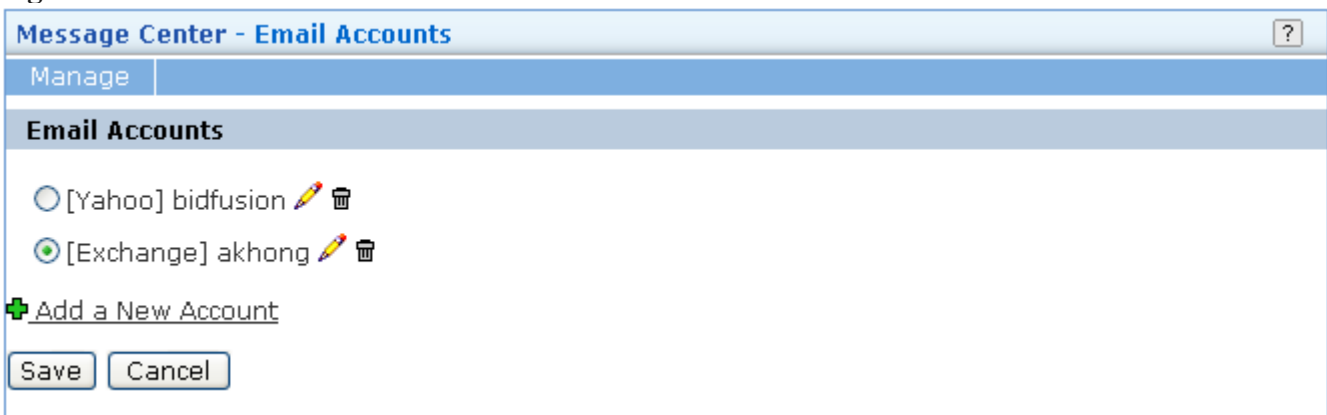 Message Center - Email Accounts ?
Manage
Email Accounts
[Yahoo] bidfusion
[Exchange] akhong
Add a New Account
Save Cancel